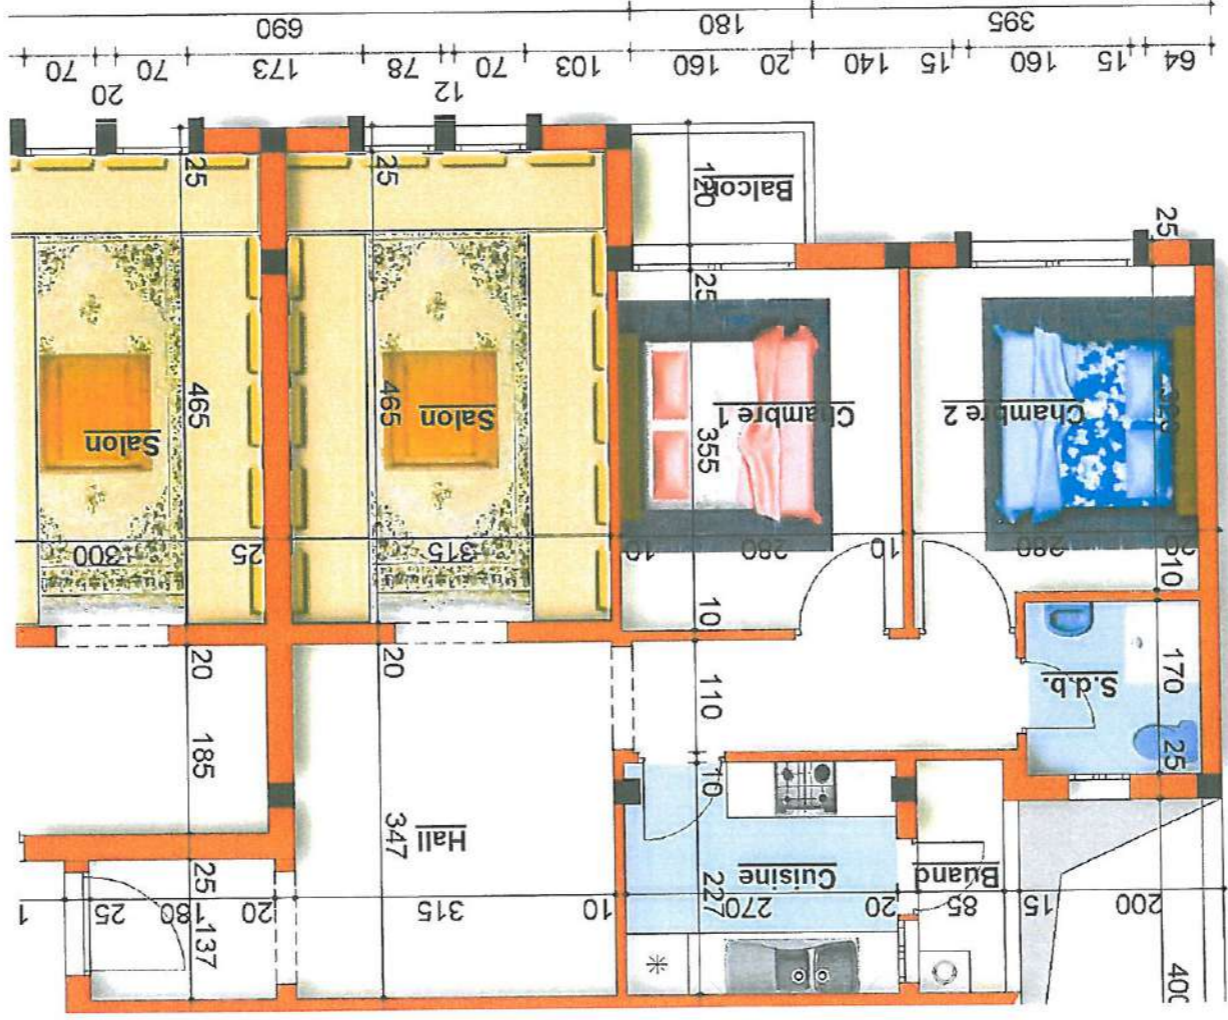 690 180 395
70 70 173 78 70 103 160 20 140 15 160 15 64
20 12
25 25 120 Balcon 25
25
465 Salon 465 Salon 355 Chambre 1 Chambre 2
300 25 315 10 280 10 280 20
10 10
20 20 110 170 S.d.b.
185 10 25
347 Hall
25 227 Cuisine Buand
1 25 80 20 315 10 270 20 85 15 200
137 400